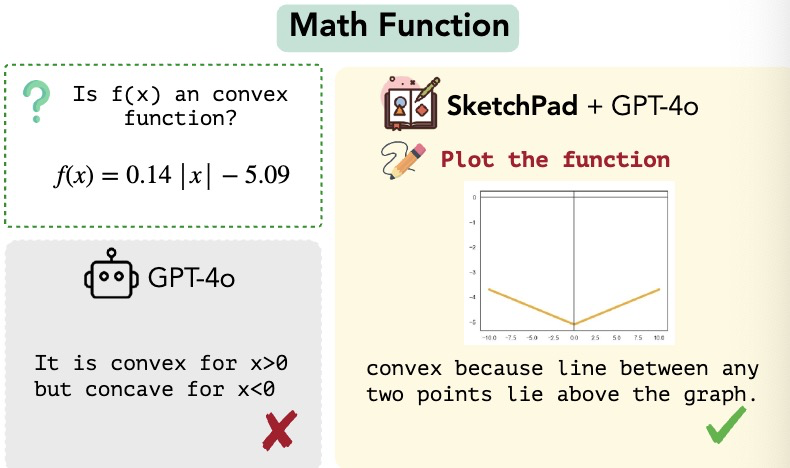 Math Function
Is f(x) an convex
function?
f(x) = 0.14 |x| − 5.09
GPT-4o
It is convex for x>0
but concave for x<0
SketchPad + GPT-4o
Plot the function
0
-1
-2
-3
-4
-5
-10.0 -7.5 -5.0 -2.5 0.0 2.5 5.0 7.5 10.0
convex because line between any
two points lie above the graph.